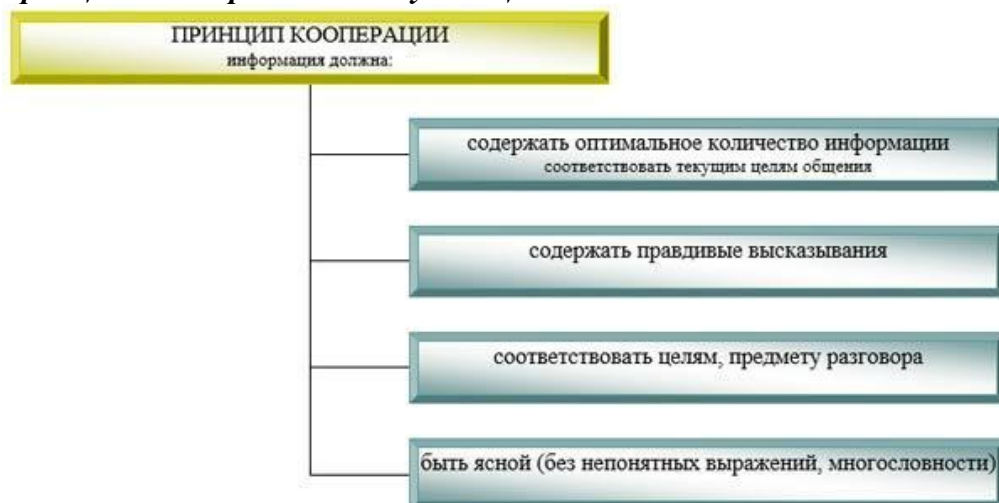 ПРИНЦИП КООПЕРАЦИИ
информация должна:
содержать оптимальное количество информации
соответствовать текущим целям общения
содержать правдивые высказывания
соответствовать целям, предмету разговора
быть ясной (без непонятных выражений, многословности)